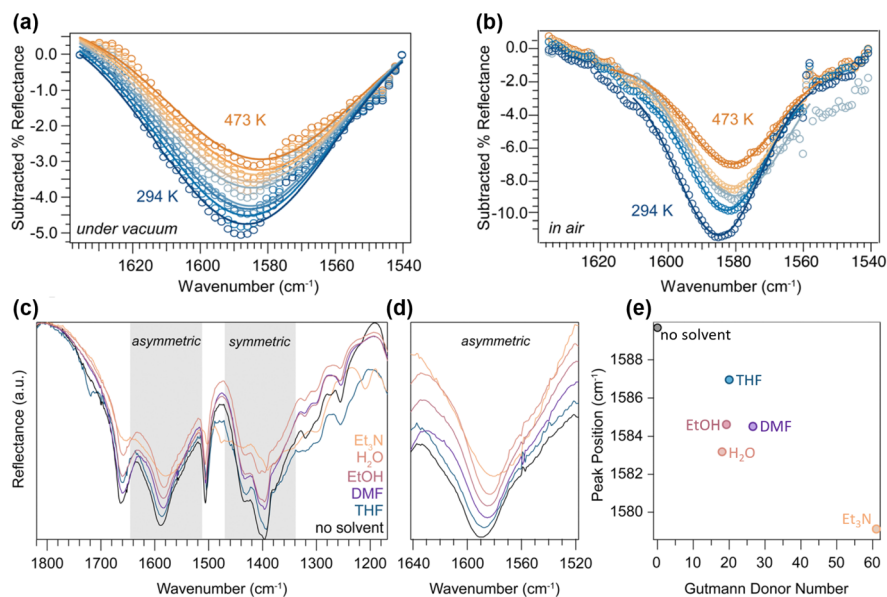 (a)
Subtracted % Reflectance
0.0
-1.0
-2.0
-3.0
-4.0
-5.0
473 K
294 K
under vacuum
1620
1600
1580
1560
1540
Wavenumber (cm⁻¹)
(b)
Subtracted % Reflectance
0.0
-2.0
-4.0
-6.0
-8.0
-10.0
473 K
294 K
in air
1620
1600
1580
1560
1540
Wavenumber (cm⁻¹)
(c)
Reflectance (a.u.)
asymmetric
symmetric
Et₃N
H₂O
EtOH
DMF
THF
no solvent
1800
1700
1600
1500
1400
1300
1200
Wavenumber (cm⁻¹)
(d)
asymmetric
1640
1600
1560
1520
Wavenumber (cm⁻¹)
(e)
Peak Position (cm⁻¹)
1588
1586
1584
1582
1580
no solvent
THF
EtOH
DMF
H₂O
Et₃N
0
10
20
30
40
50
60
Gutmann Donor Number